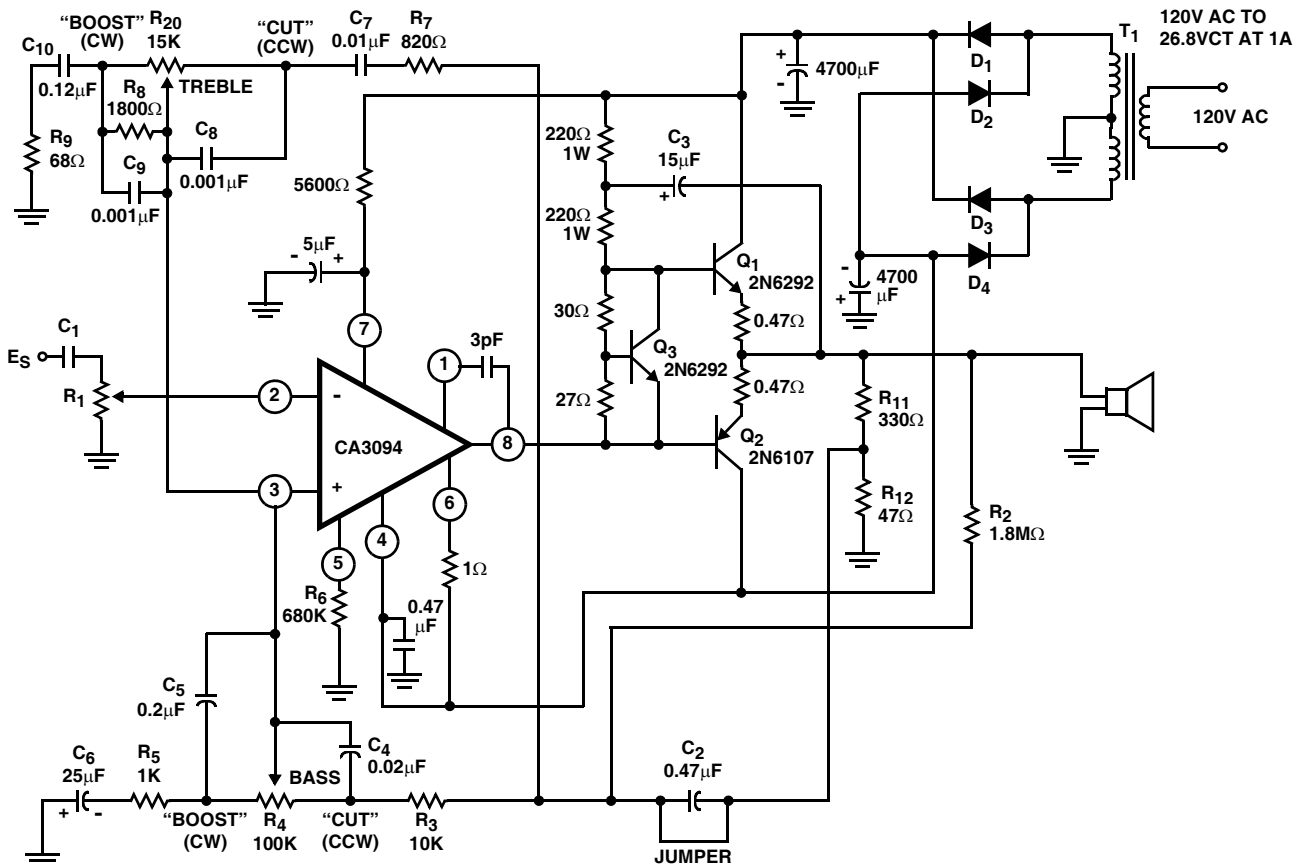 "BOOST" R20
(CW) 15K
"CUT"
(CCW)
C7
0.01µF
R7
820Ω
C10
0.12µF
TREBLE
R8
1800Ω
R9
68Ω
C8
0.001µF
C9
0.001µF
5600Ω
- 5µF +
220Ω
1W
C3
15µF
+
220Ω
1W
30Ω
27Ω
Q1
2N6292
0.47Ω
Q3
2N6292
0.47Ω
Q2
2N6107
+
-
4700µF
D1
D2
D3
D4
T1
120V AC TO
26.8VCT AT 1A
120V AC
-
+
4700
µF
C1
ES
R1
7
1
3pF
2
-
CA3094
8
3
+
6
5
4
1Ω
R6
680K
0.47
µF
R11
330Ω
R12
47Ω
R2
1.8MΩ
C5
0.2µF
C6
25µF
+ -
R5
1K
BASS
C4
0.02µF
"BOOST"
(CW)
R4
100K
"CUT"
(CCW)
R3
10K
C2
0.47µF
JUMPER